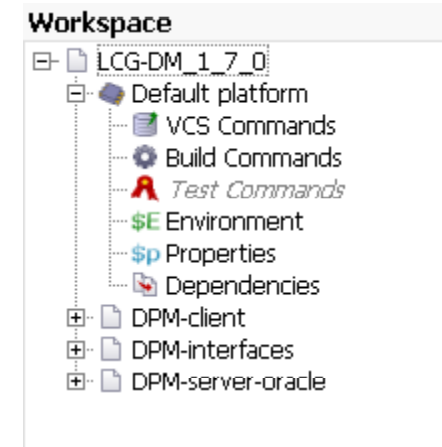 Workspace
LCG-DM_1_7_0
Default platform
VCS Commands
Build Commands
Test Commands
$E Environment
$p Properties
Dependencies
DPM-client
DPM-interfaces
DPM-server-oracle